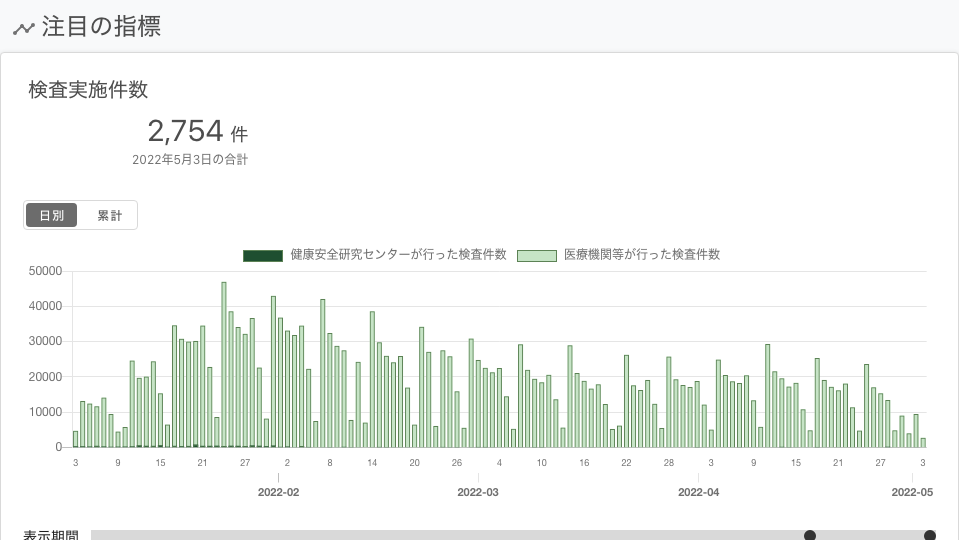 注目の指標
検査実施件数
2,754 件
2022年5月3日の合計
日別 累計
健康安全研究センターが行った検査件数 医療機関等が行った検査件数
50000
40000
30000
20000
10000
0
3 9 15 21 27 2 8 14 20 26 4 10 16 22 28 3 9 15 21 27 3
2022-02 2022-03 2022-04 2022-05
表示期間